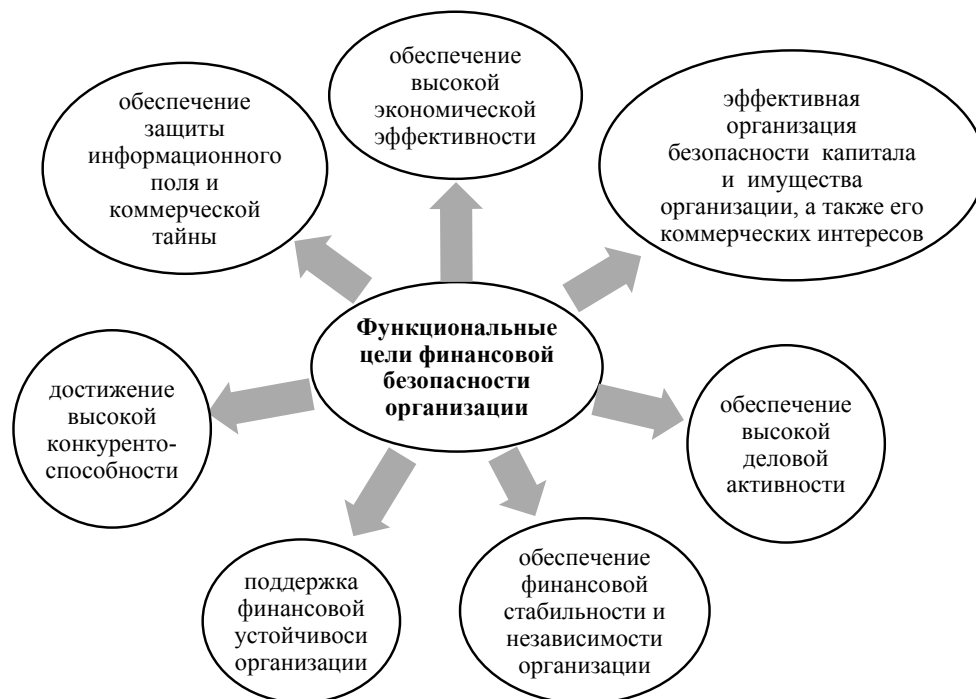 обеспечение
высокой
экономической
эффективности
обеспечение
защиты
информационного
поля и
коммерческой
тайны
эффективная
организация
безопасности капитала
и имущества
организации, а также его
коммерческих интересов
Функциональные
цели финансовой
безопасности
организации
достижение
высокой
конкуренто-
способности
обеспечение
высокой
деловой
активности
поддержка
финансовой
устойчивоси
организации
обеспечение
финансовой
стабильности и
независимости
организации